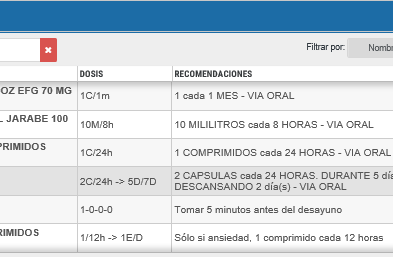 Filtrar por: Nomb
DOSIS RECOMENDACIONES
OZ EFG 70 MG 1C/1m 1 cada 1 MES - VIA ORAL
L JARABE 100 10M/8h 10 MILILITROS cada 8 HORAS - VIA ORAL
PRIMIDOS 1C/24h 1 COMPRIMIDOS cada 24 HORAS - VIA ORAL
2C/24h -> 5D/7D 2 CAPSULAS cada 24 HORAS. DURANTE 5 día
DESCANSANDO 2 día(s) - VIA ORAL
1-0-0-0 Tomar 5 minutos antes del desayuno
RIMIDOS 1/12h -> 1E/D Sólo si ansiedad, 1 comprimido cada 12 horas